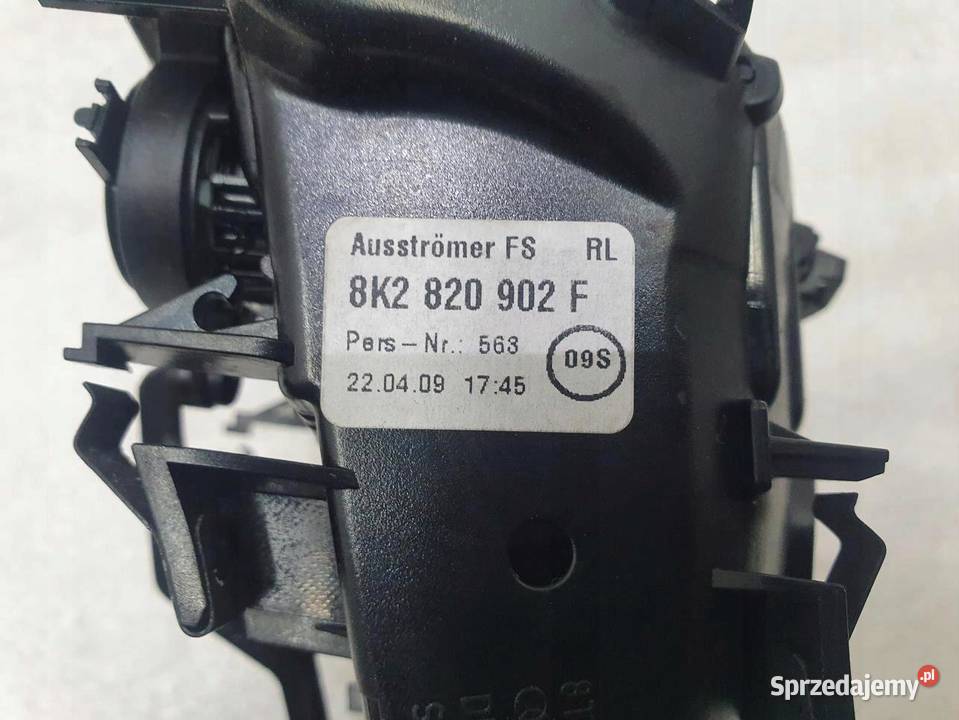 Ausströmer FS RL
8K2 820 902 F
Pers-Nr.: 563
09S
22.04.09 17:45
Sprzedajemy.pl